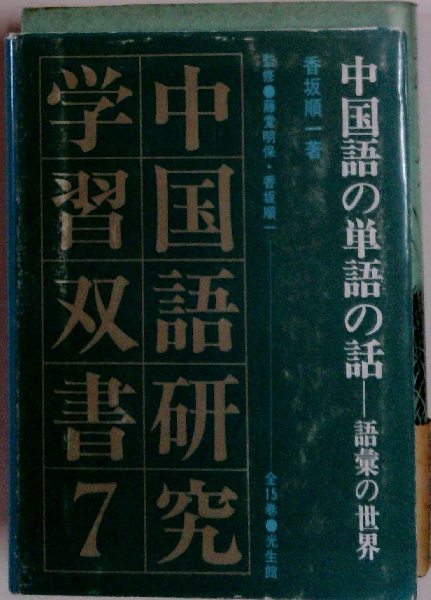 中国語の単語の話―語彙の世界
香坂順一著
監修●藤堂明保・香坂順一――全15巻●光生館
中国語研究
学習双書7